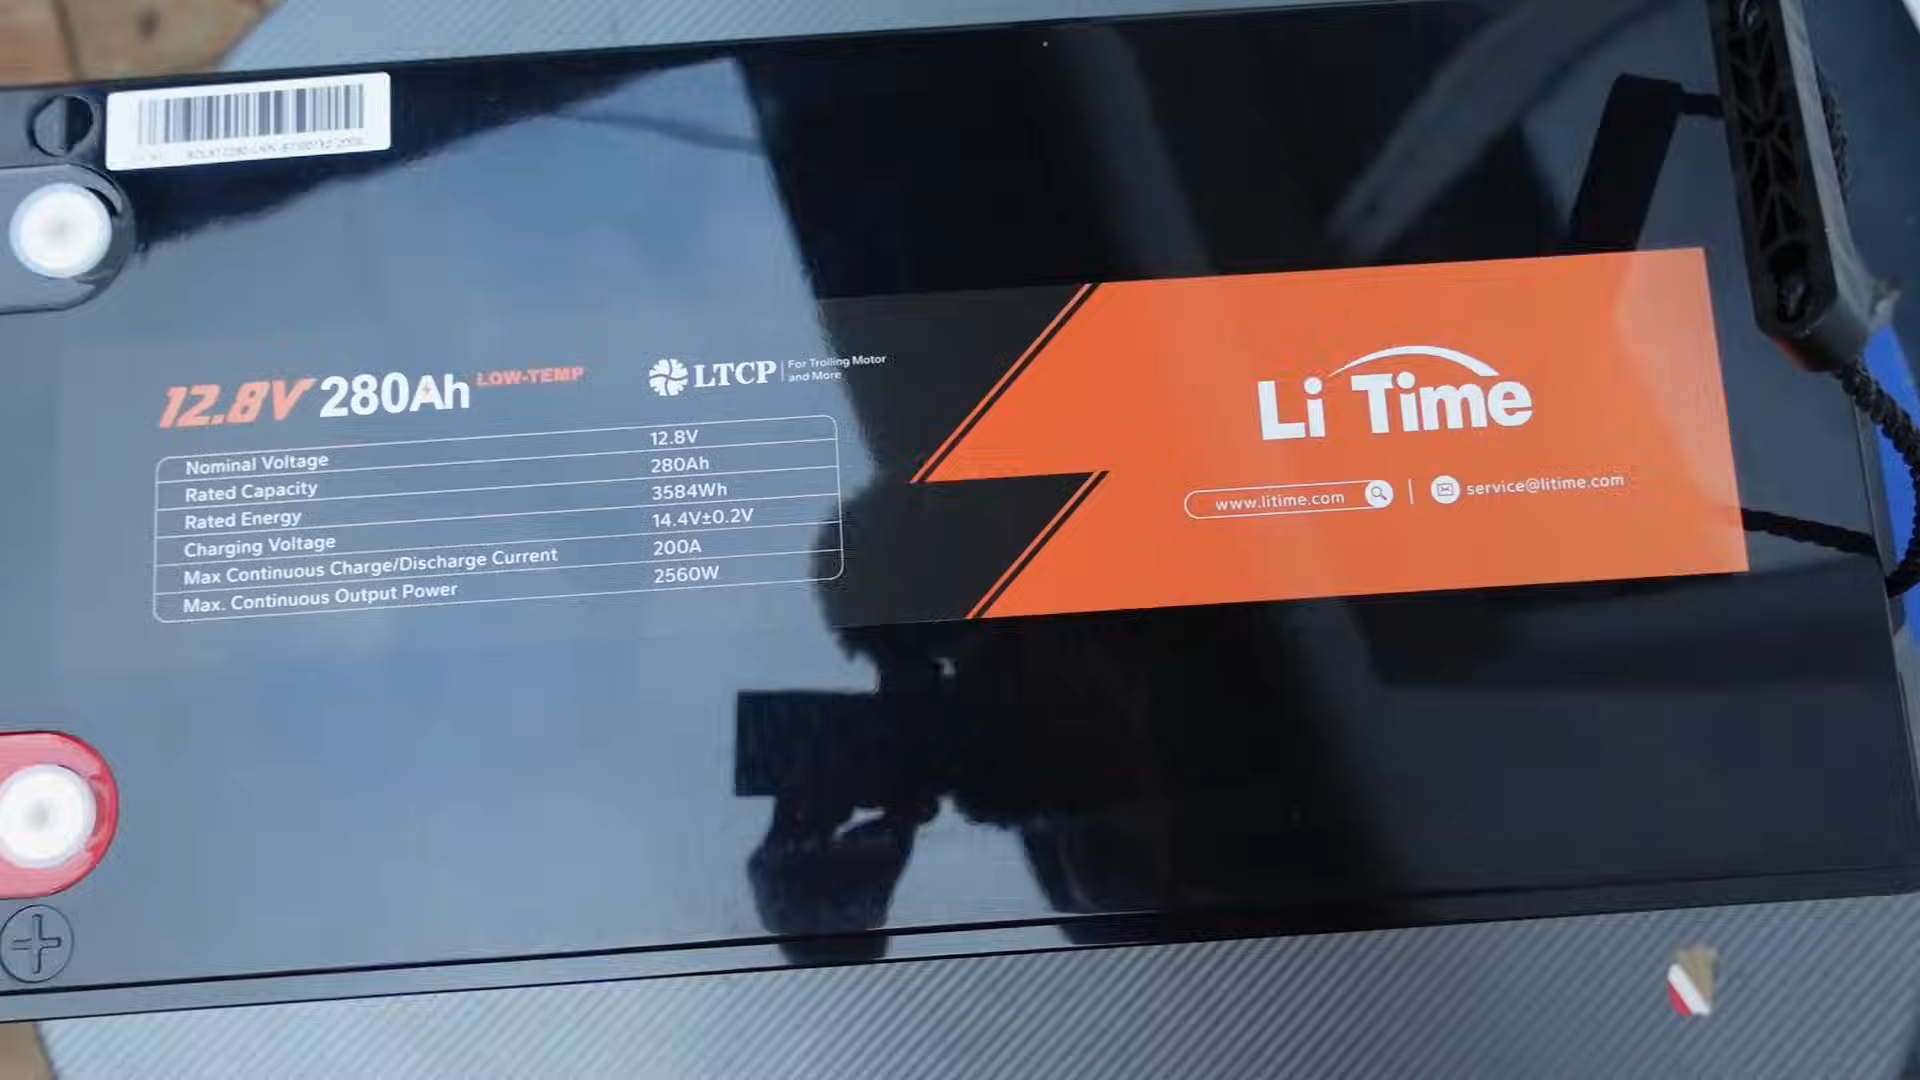 12.8V 280Ah LOW-TEMP
LTCP For Trolling Motor
and More
Nominal Voltage 12.8V
Rated Capacity 280Ah
Rated Energy 3584Wh
Charging Voltage 14.4V±0.2V
Max Continuous Charge/Discharge Current 200A
Max. Continuous Output Power 2560W
Li Time
www.litime.com | service@litime.com